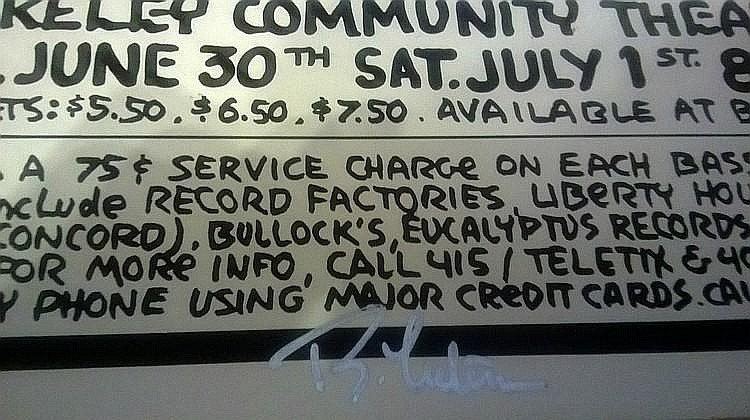 KELEY COMMUNITY THEA
. JUNE 30TH SAT. JULY 1ST. 8
TS: $5.50, $6.50, $7.50. AVAILABLE AT B
A 75¢ SERVICE CHARGe ON EACH BASS
ncLude RECORD FACTORIES, LIBeRTY HOU
CONCORD), BULLOCK'S, EUCALYPTUS RECORDS
FOR MORe INFO, CALL 415 / TELETIX & 40
Y PHONE USING MAJOR CReDIT CARDS. CAL